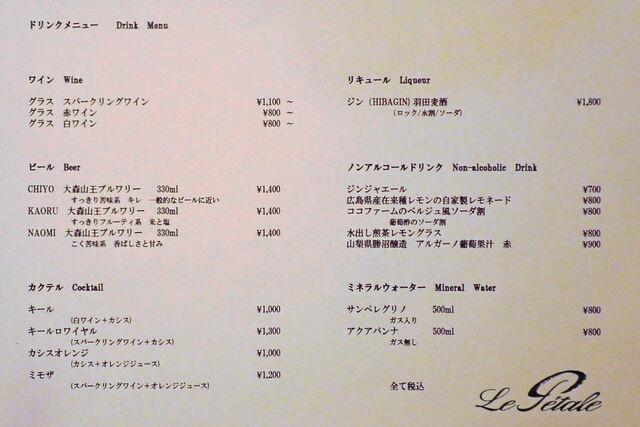 ドリンクメニュー Drink Menu
ワイン Wine
グラス スパークリングワイン ¥1,100 ～
グラス 赤ワイン ¥800 ～
グラス 白ワイン ¥800 ～
ビール Beer
CHIYO 大森山王ブルワリー 330ml ¥1,400
すっきり苦味系 キレ 一般的なビールに近い
KAORU 大森山王ブルワリー 330ml ¥1,400
すっきりフルーティ系 米と塩
NAOMI 大森山王ブルワリー 330ml ¥1,400
こく苦味系 香ばしさと甘み
カクテル Cocktail
キール ¥1,000
(白ワイン＋カシス)
キールロワイヤル ¥1,300
(スパークリングワイン＋カシス)
カシスオレンジ ¥1,000
(カシス＋オレンジジュース)
ミモザ ¥1,200
(スパークリングワイン＋オレンジジュース)
リキュール Liqueur
ジン (HIBAGIN) 羽田麦酒 ¥1,800
(ロック/水割/ソーダ)
ノンアルコールドリンク Non-alcoholic Drink
ジンジャエール ¥700
広島県産在来種レモンの自家製レモネード ¥800
ココファームのベルジュ風ソーダ割 ¥800
葡萄酢のソーダ割
水出し煎茶レモングラス ¥800
山梨県勝沼醸造 アルガーノ葡萄果汁 赤 ¥900
ミネラルウォーター Mineral Water
サンペレグリノ 500ml ¥800
ガス入り
アクアパンナ 500ml ¥800
ガス無し
全て税込
Le Pétale